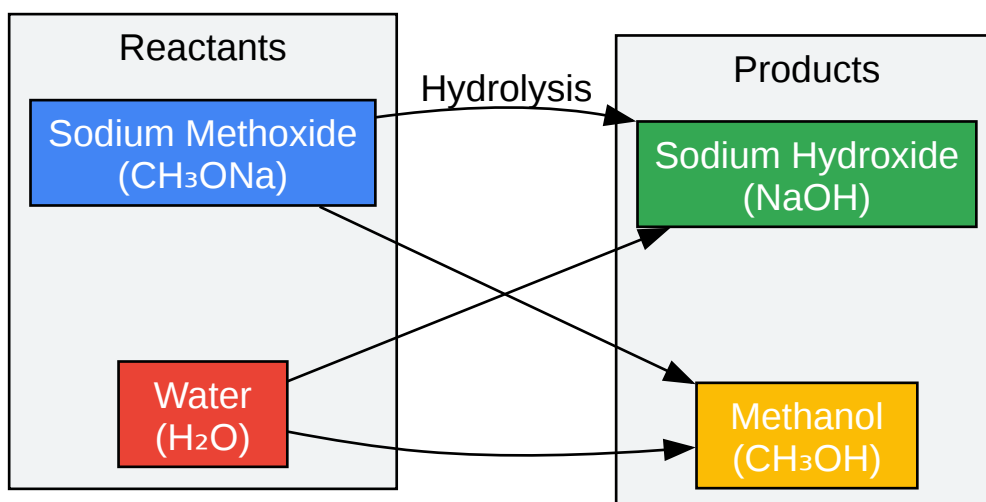 Reactants
Sodium Methoxide
(CH₃ONa)
Water
(H₂O)
Hydrolysis
Products
Sodium Hydroxide
(NaOH)
Methanol
(CH₃OH)